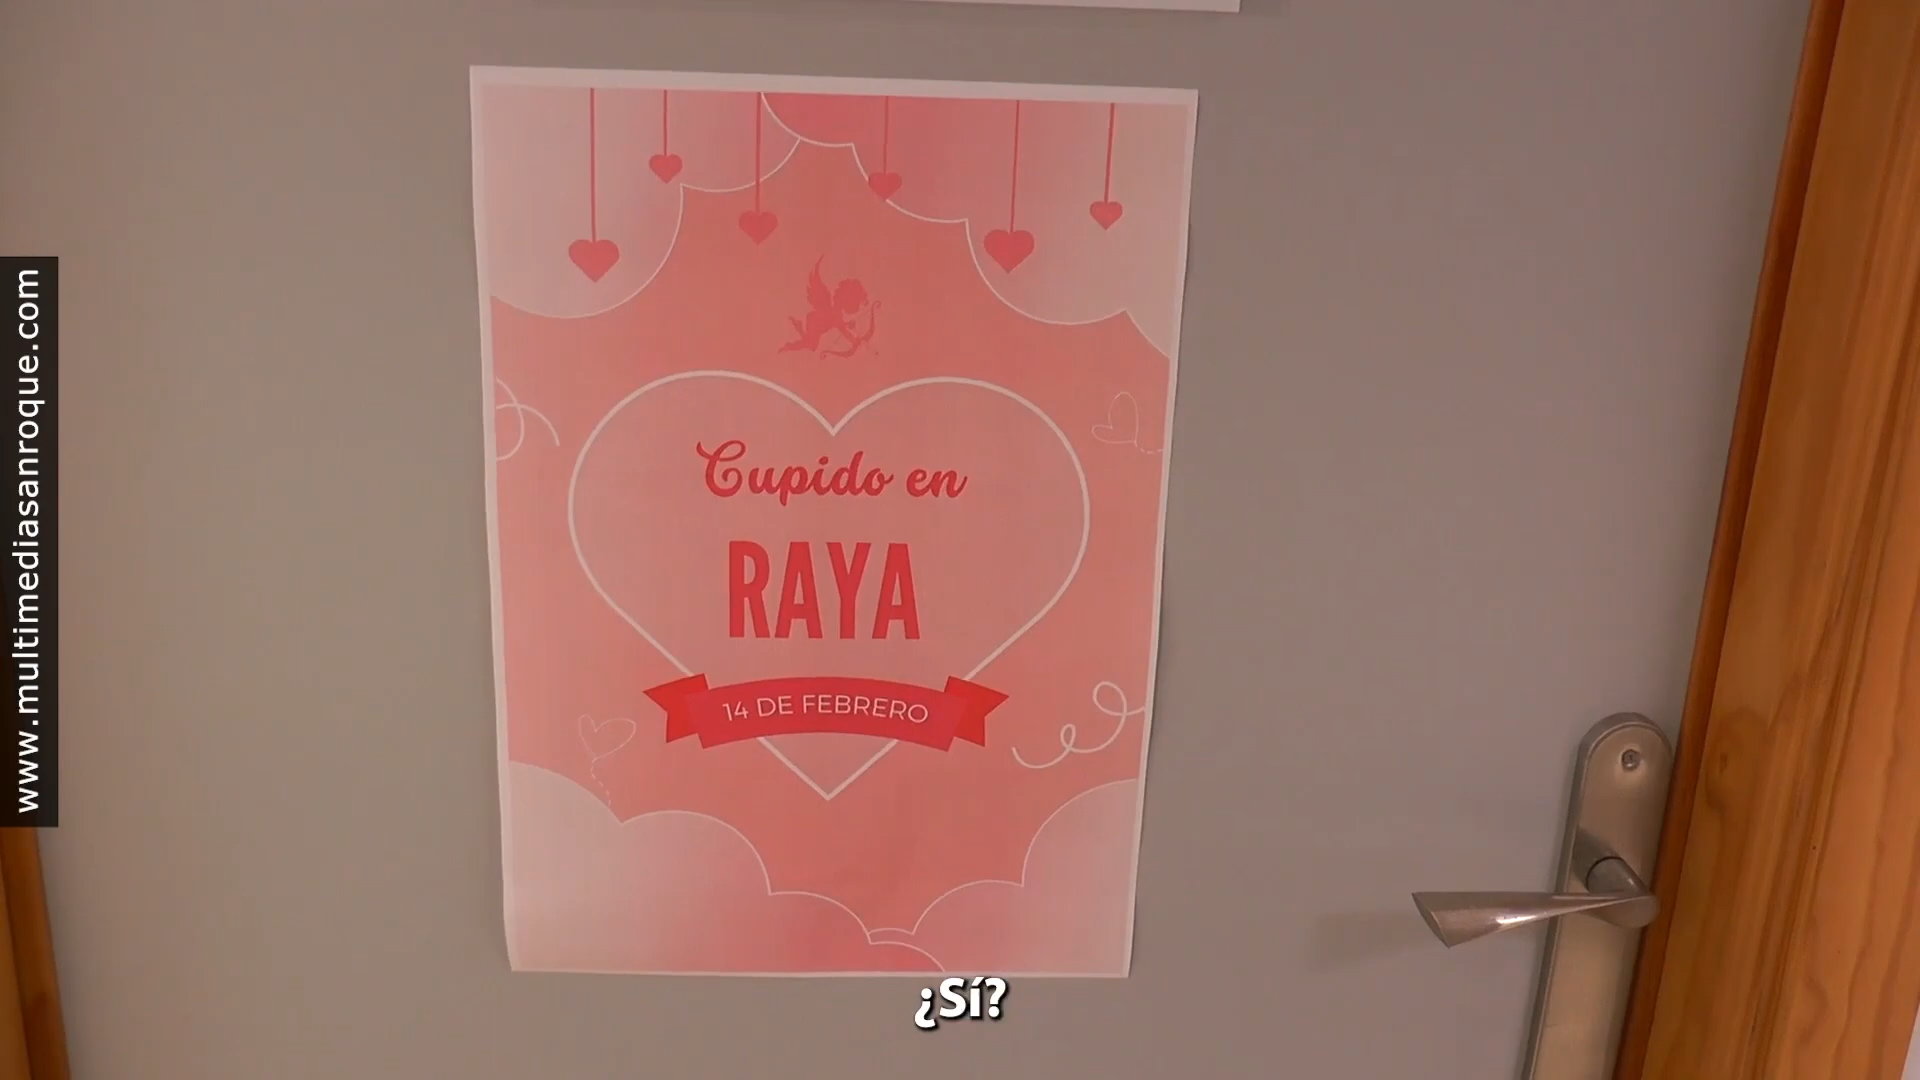 www.multimediasanroque.com
Cupido en
RAYA
14 DE FEBRERO
¿Sí?